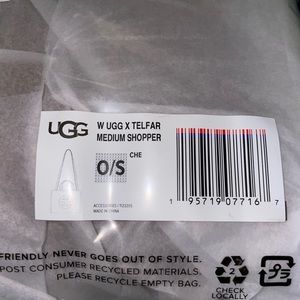 UGG
W UGG X TELFAR
MEDIUM SHOPPER
O/S
CHE
MADE IN CHINA
1 95719 07716 7
FRIENDLY NEVER GOES OUT OF STYLE.
POST CONSUMER RECYCLED MATERIALS.
PLEASE RECYCLE EMPTY BAG.
2
CHECK
LOCALLY